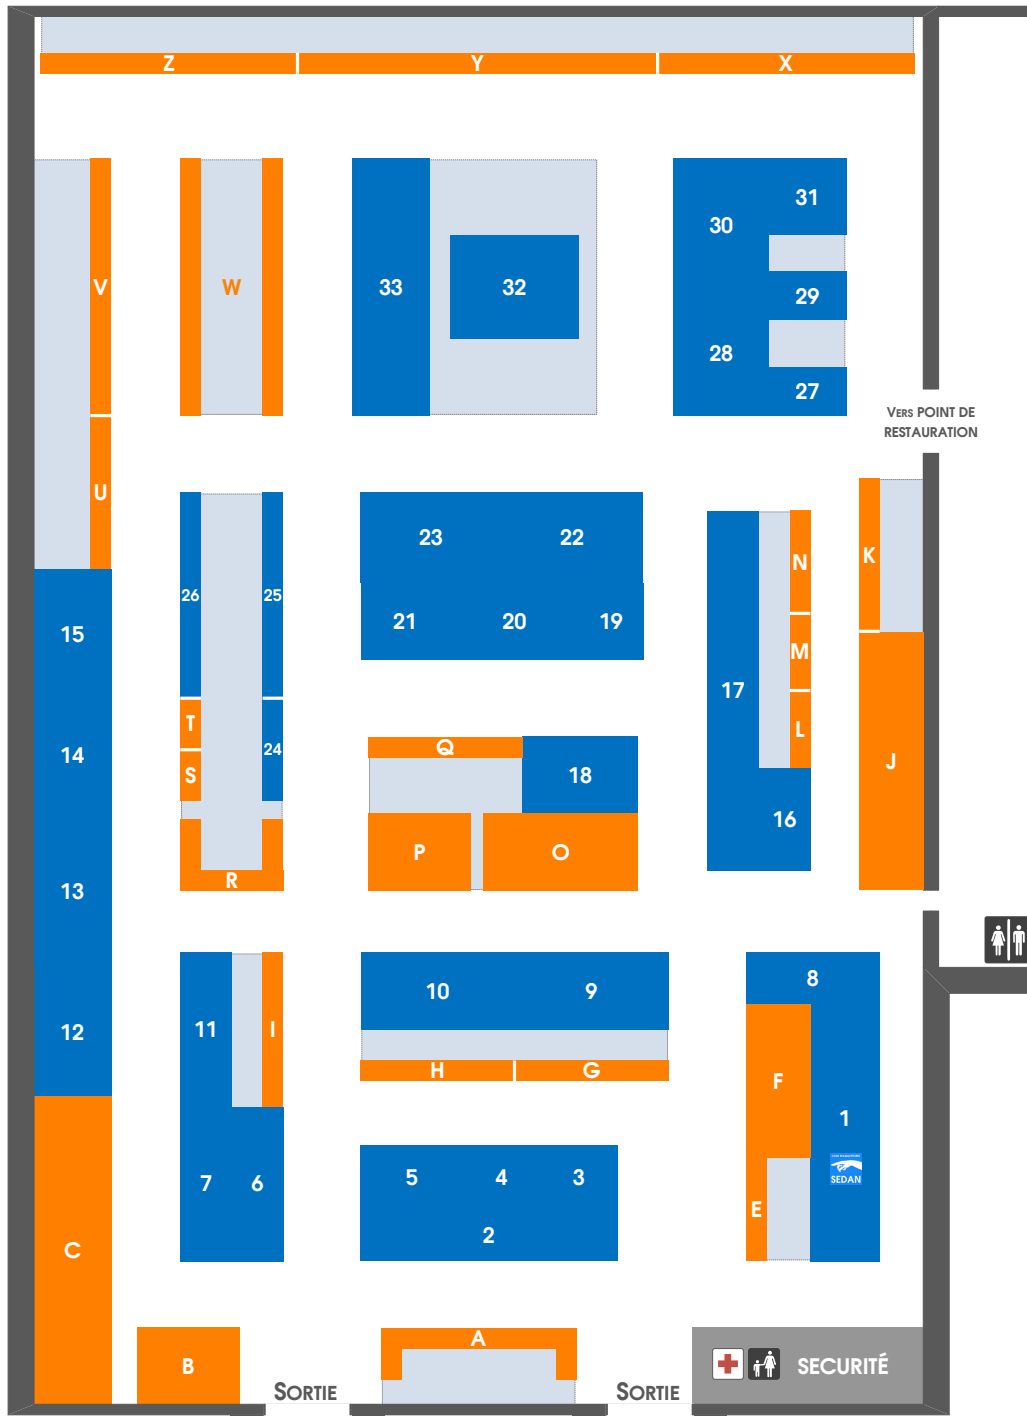 Z Y X
31
30
V W 33 32 29
28
27
VERS POINT DE
RESTAURATION
U
23 22
N K
26 25
21 20 19
15
M
17
T
L
24
14 Q
S 18 J
16
P O
R
13
8
10 9
11 I
12
H G
F
1
5 4 3
7 6
SEDAN
E
2
C
A
B SECURITÉ
SORTIE SORTIE